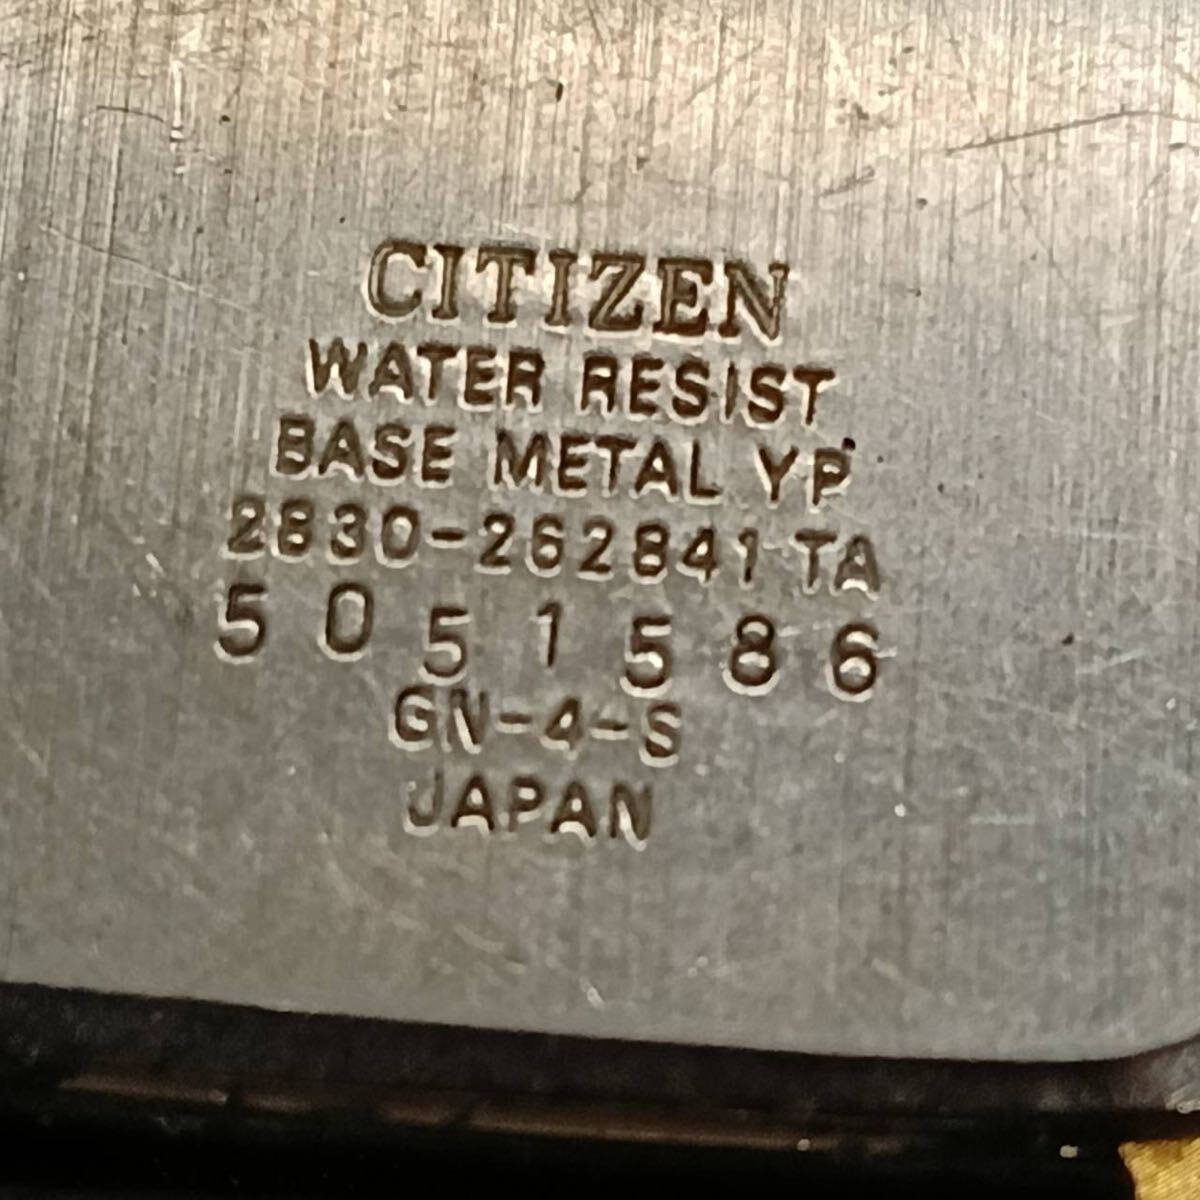 CITIZEN
WATER RESIST
BASE METAL YP
2830-262841 TA
5051586
GN-4-S
JAPAN